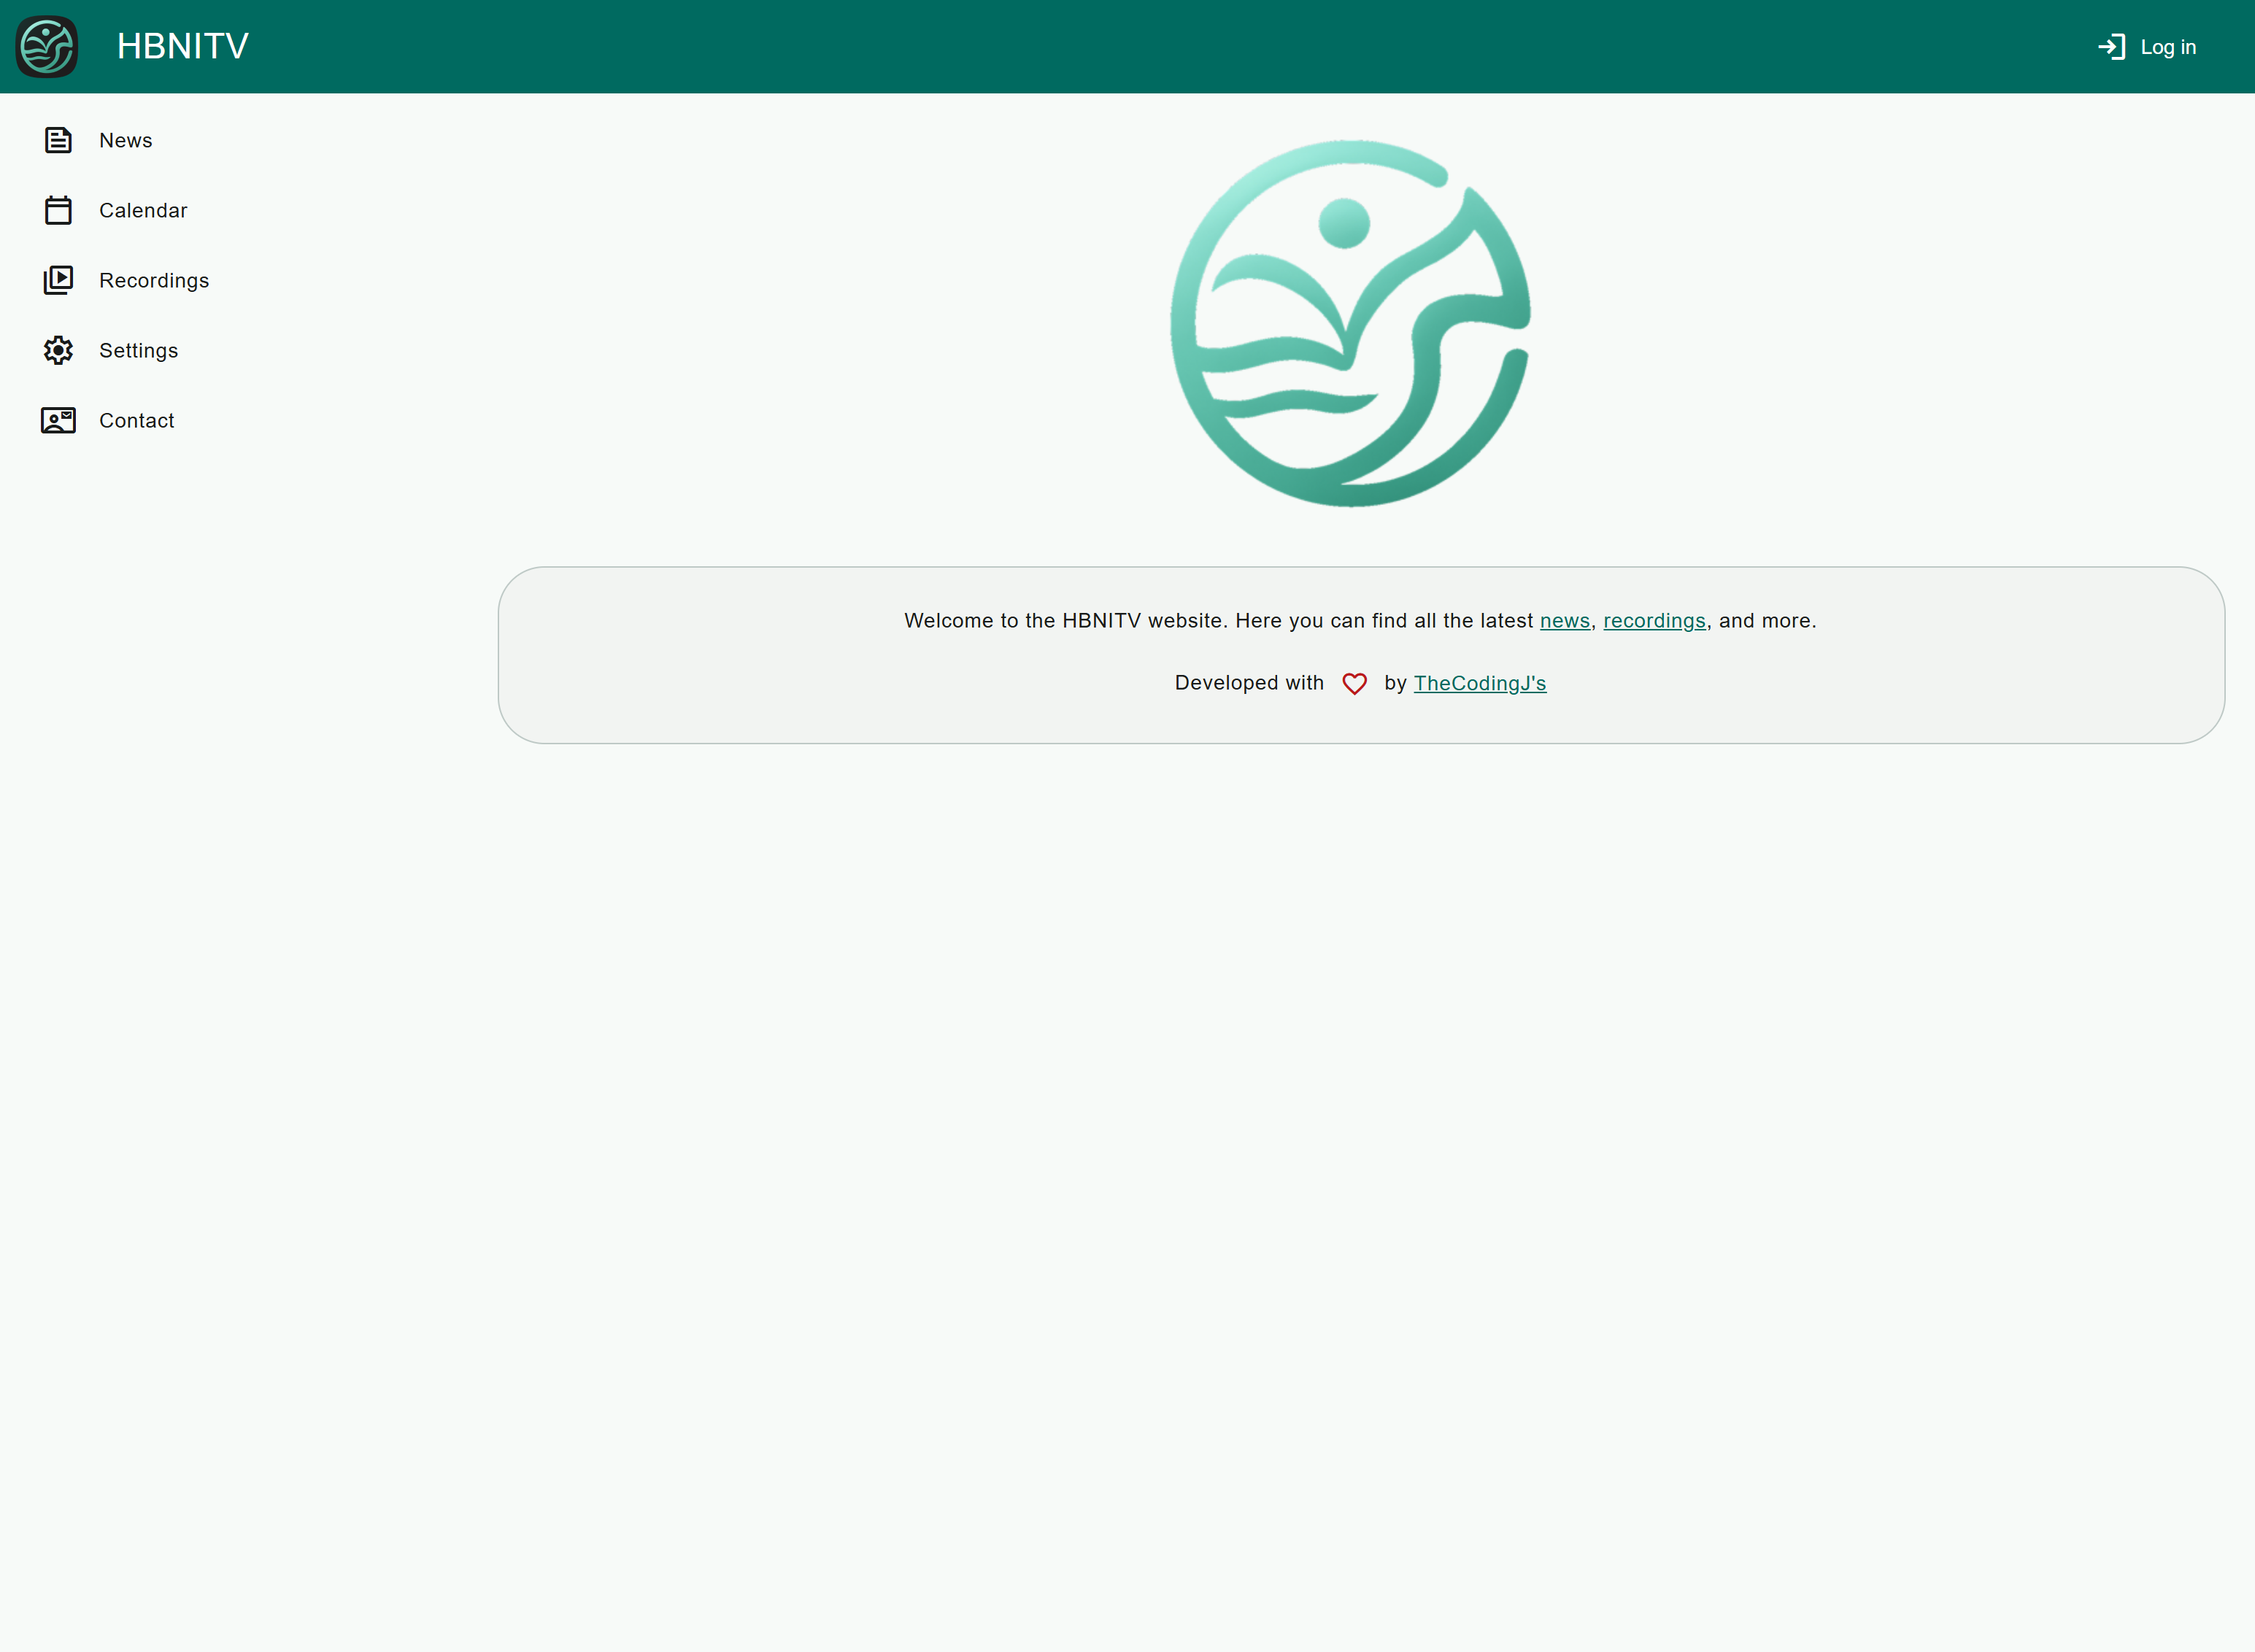 HBNITV
Log in
News
Calendar
Recordings
Settings
Contact
Welcome to the HBNITV website. Here you can find all the latest news, recordings, and more.
Developed with by TheCodingJ's